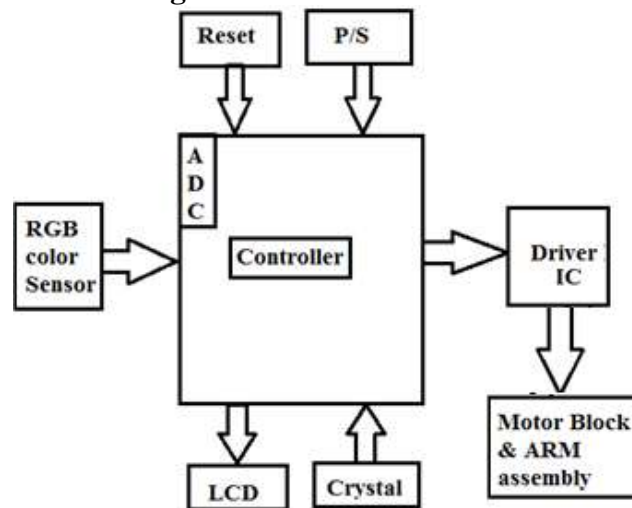 Reset
P/S
A
D
C
RGB
color
Sensor
Controller
Driver
IC
Motor Block
& ARM
assembly
LCD
Crystal